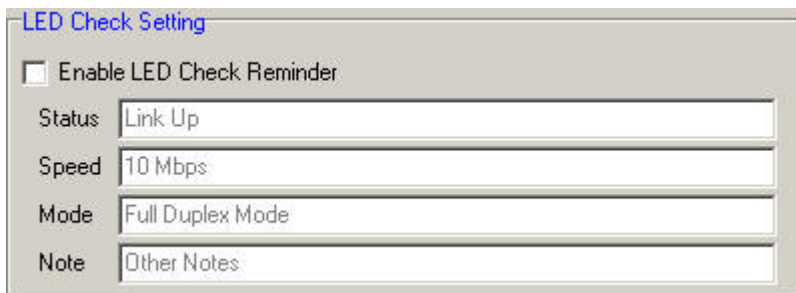 LED Check Setting
Enable LED Check Reminder
Status Link Up
Speed 10 Mbps
Mode Full Duplex Mode
Note Other Notes